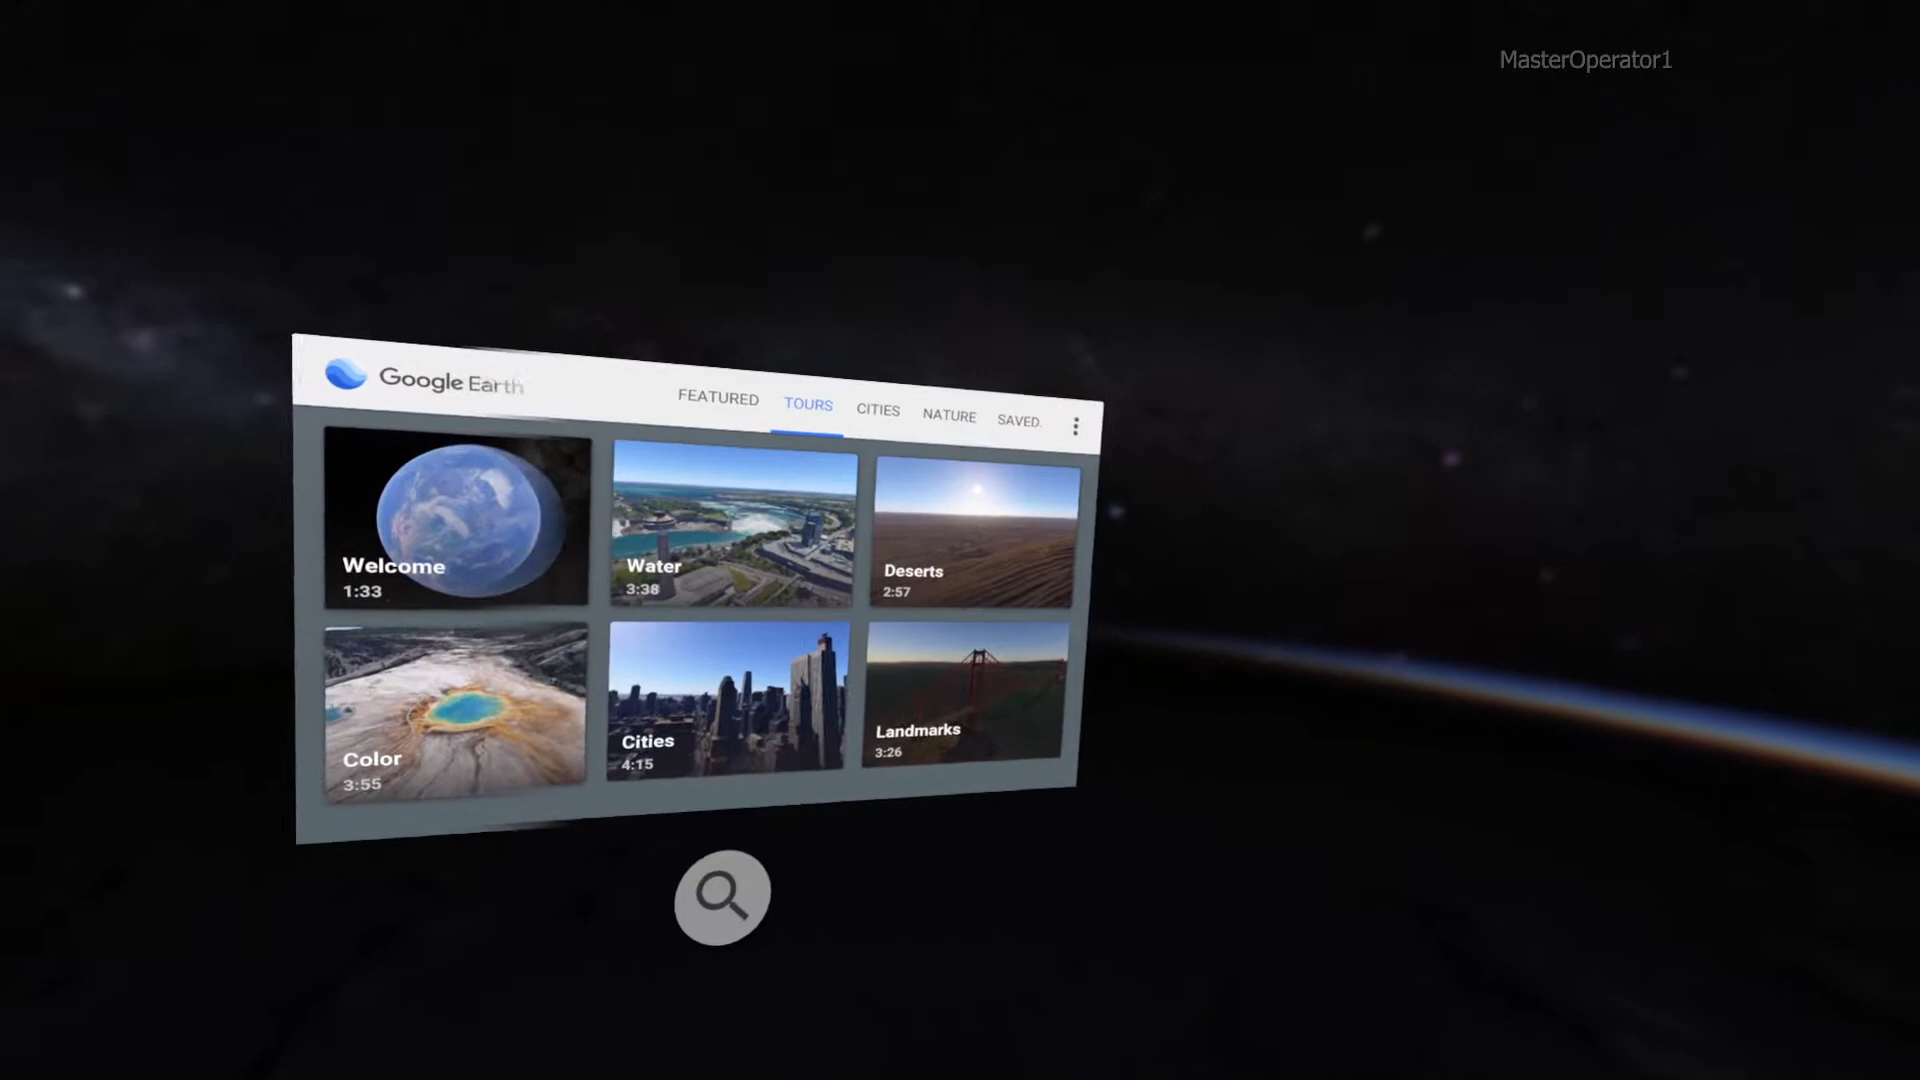 MasterOperator1
Google Earth
FEATURED TOURS CITIES NATURE SAVED
Welcome
1:33
Water
3:38
Deserts
2:57
Color
3:55
Cities
4:15
Landmarks
3:26